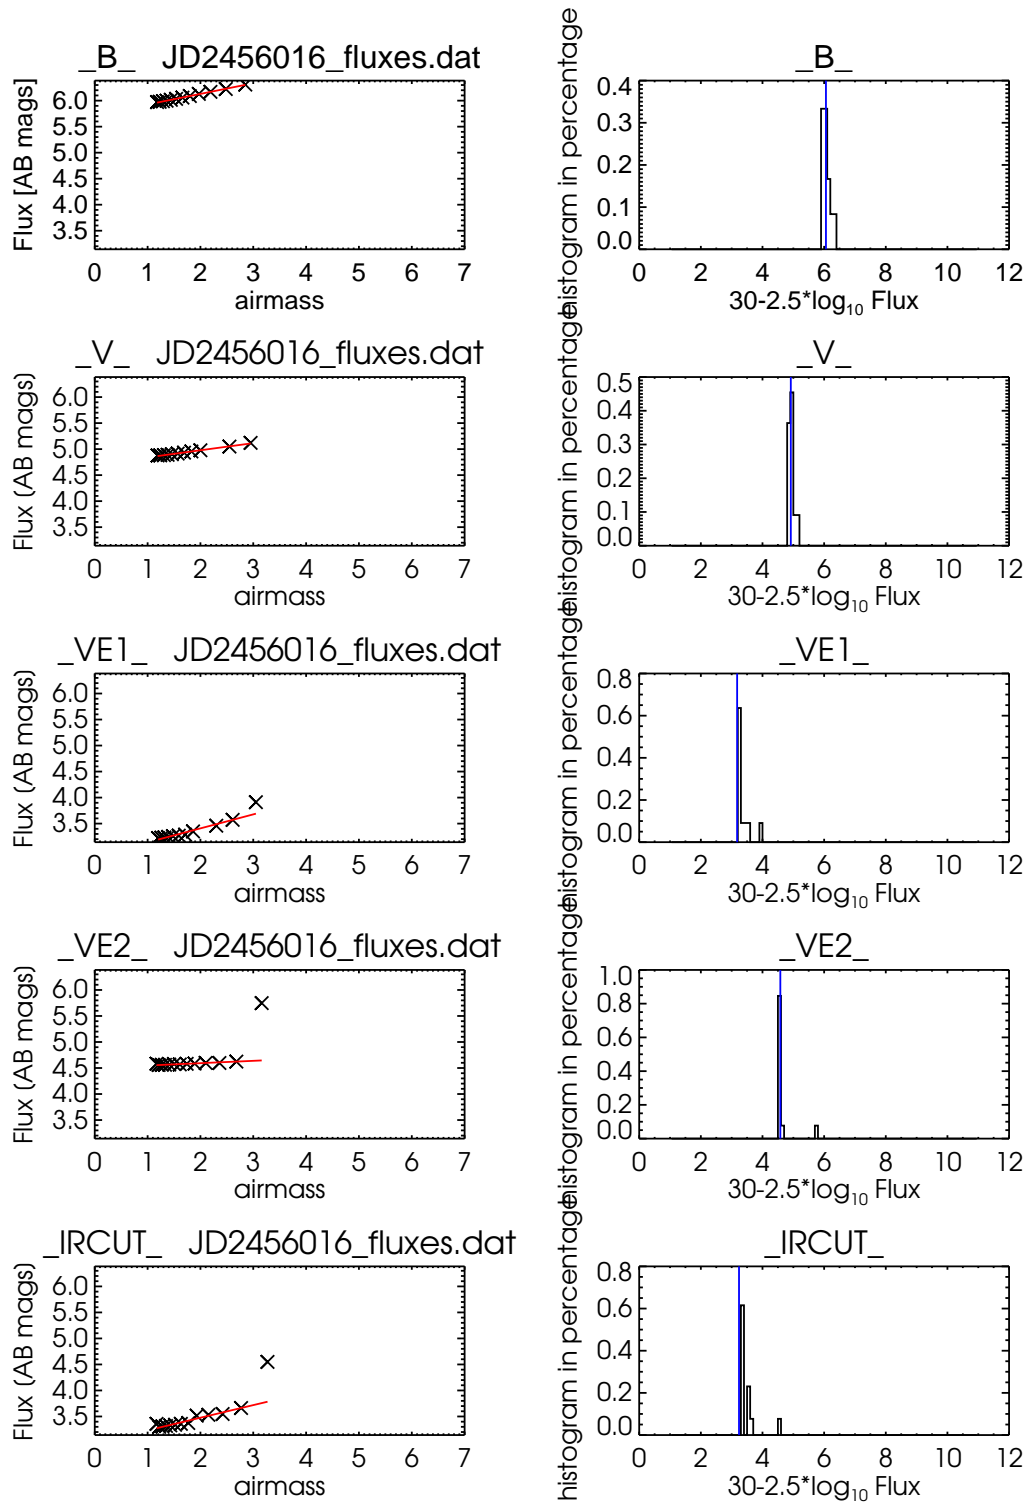 _B_ JD2456016_fluxes.dat
Flux [AB mags]
6.0
5.5
5.0
4.5
4.0
3.5
0 1 2 3 4 5 6 7
airmass
_B_
histogram in percentage
0.4
0.3
0.2
0.1
0.0
0 2 4 6 8 10 12
30-2.5*log10 Flux
_V_ JD2456016_fluxes.dat
Flux (AB mags)
6.0
5.5
5.0
4.5
4.0
3.5
0 1 2 3 4 5 6 7
airmass
_V_
histogram in percentage
0.5
0.4
0.3
0.2
0.1
0.0
0 2 4 6 8 10 12
30-2.5*log10 Flux
_VE1_ JD2456016_fluxes.dat
Flux (AB mags)
6.0
5.5
5.0
4.5
4.0
3.5
0 1 2 3 4 5 6 7
airmass
_VE1_
histogram in percentage
0.8
0.6
0.4
0.2
0.0
0 2 4 6 8 10 12
30-2.5*log10 Flux
_VE2_ JD2456016_fluxes.dat
Flux (AB mags)
6.0
5.5
5.0
4.5
4.0
3.5
0 1 2 3 4 5 6 7
airmass
_VE2_
histogram in percentage
1.0
0.8
0.6
0.4
0.2
0.0
0 2 4 6 8 10 12
30-2.5*log10 Flux
_IRCUT_ JD2456016_fluxes.dat
Flux (AB mags)
6.0
5.5
5.0
4.5
4.0
3.5
0 1 2 3 4 5 6 7
airmass
_IRCUT_
histogram in percentage
0.8
0.6
0.4
0.2
0.0
0 2 4 6 8 10 12
30-2.5*log10 Flux